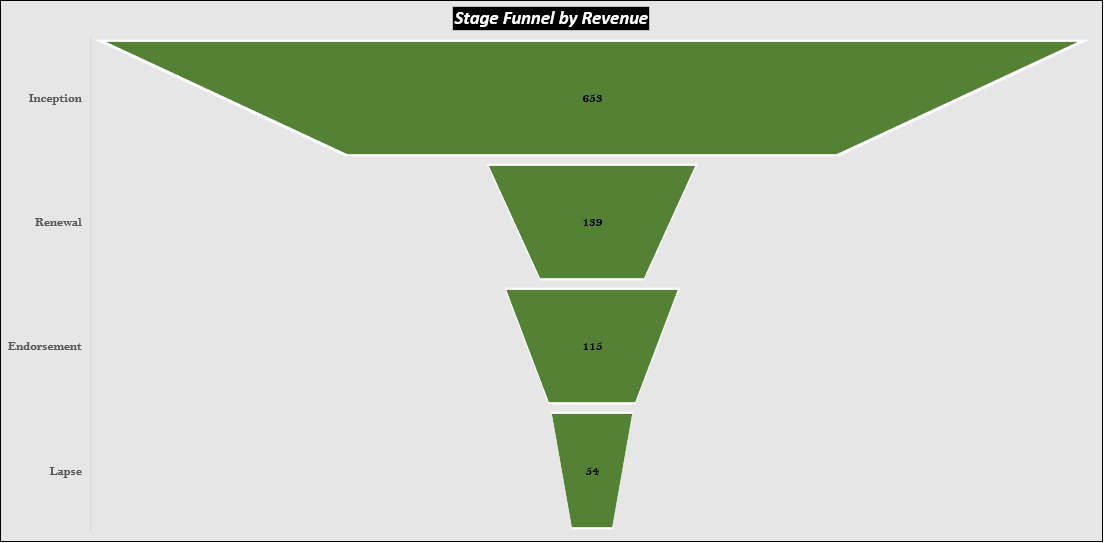 Stage Funnel by Revenue
Inception
653
Renewal
139
Endorsement
115
Lapse
54